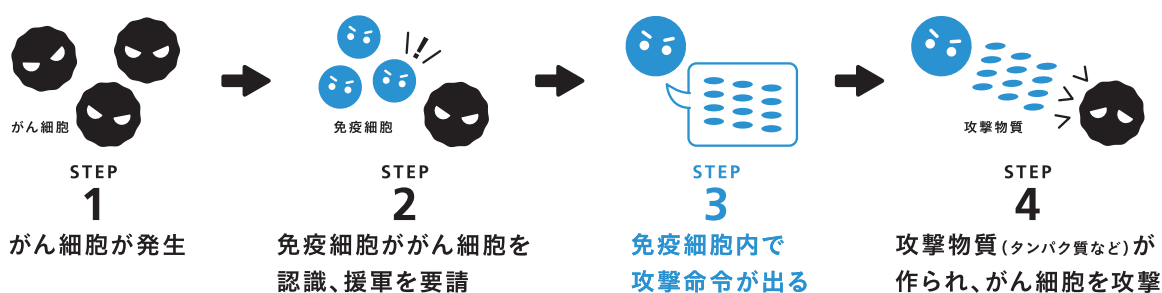 がん細胞
STEP
1
がん細胞が発生
免疫細胞
STEP
2
免疫細胞ががん細胞を
認識、援軍を要請
STEP
3
免疫細胞内で
攻撃命令が出る
攻撃物質
STEP
4
攻撃物質(タンパク質など)が
作られ、がん細胞を攻撃